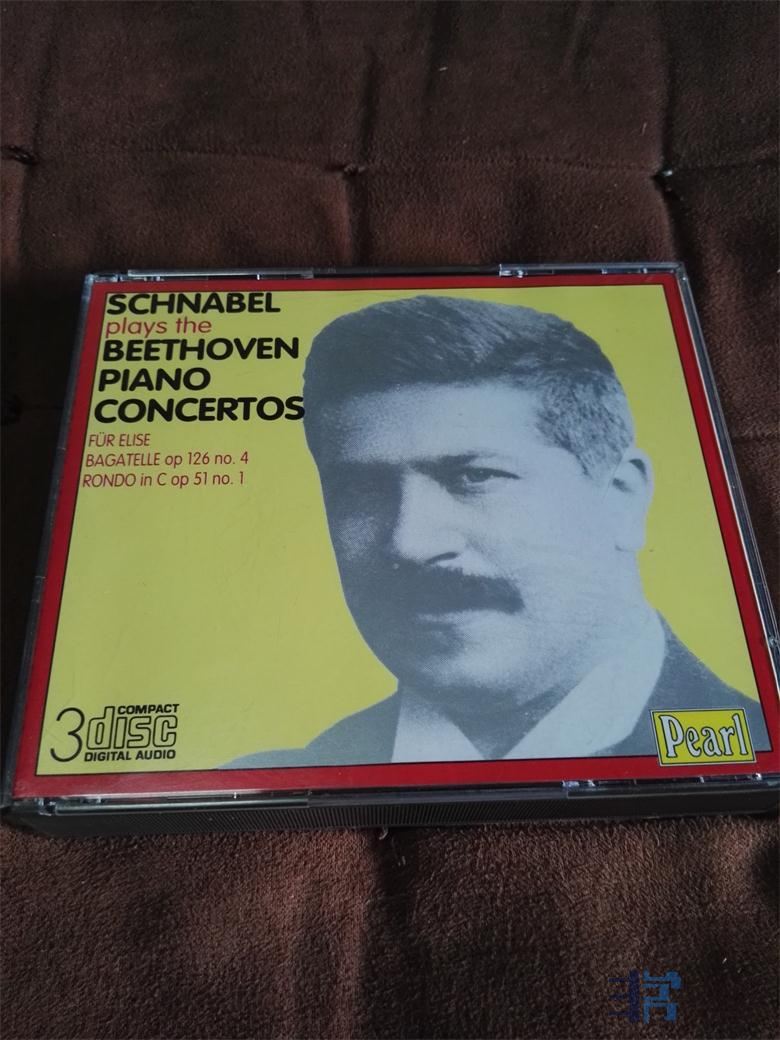 SCHNABEL
plays the
BEETHOVEN
PIANO
CONCERTOS
FÜR ELISE
BAGATELLE op 126 no. 4
RONDO in C op 51 no. 1
3 COMPACT
disc
DIGITAL AUDIO
Pearl